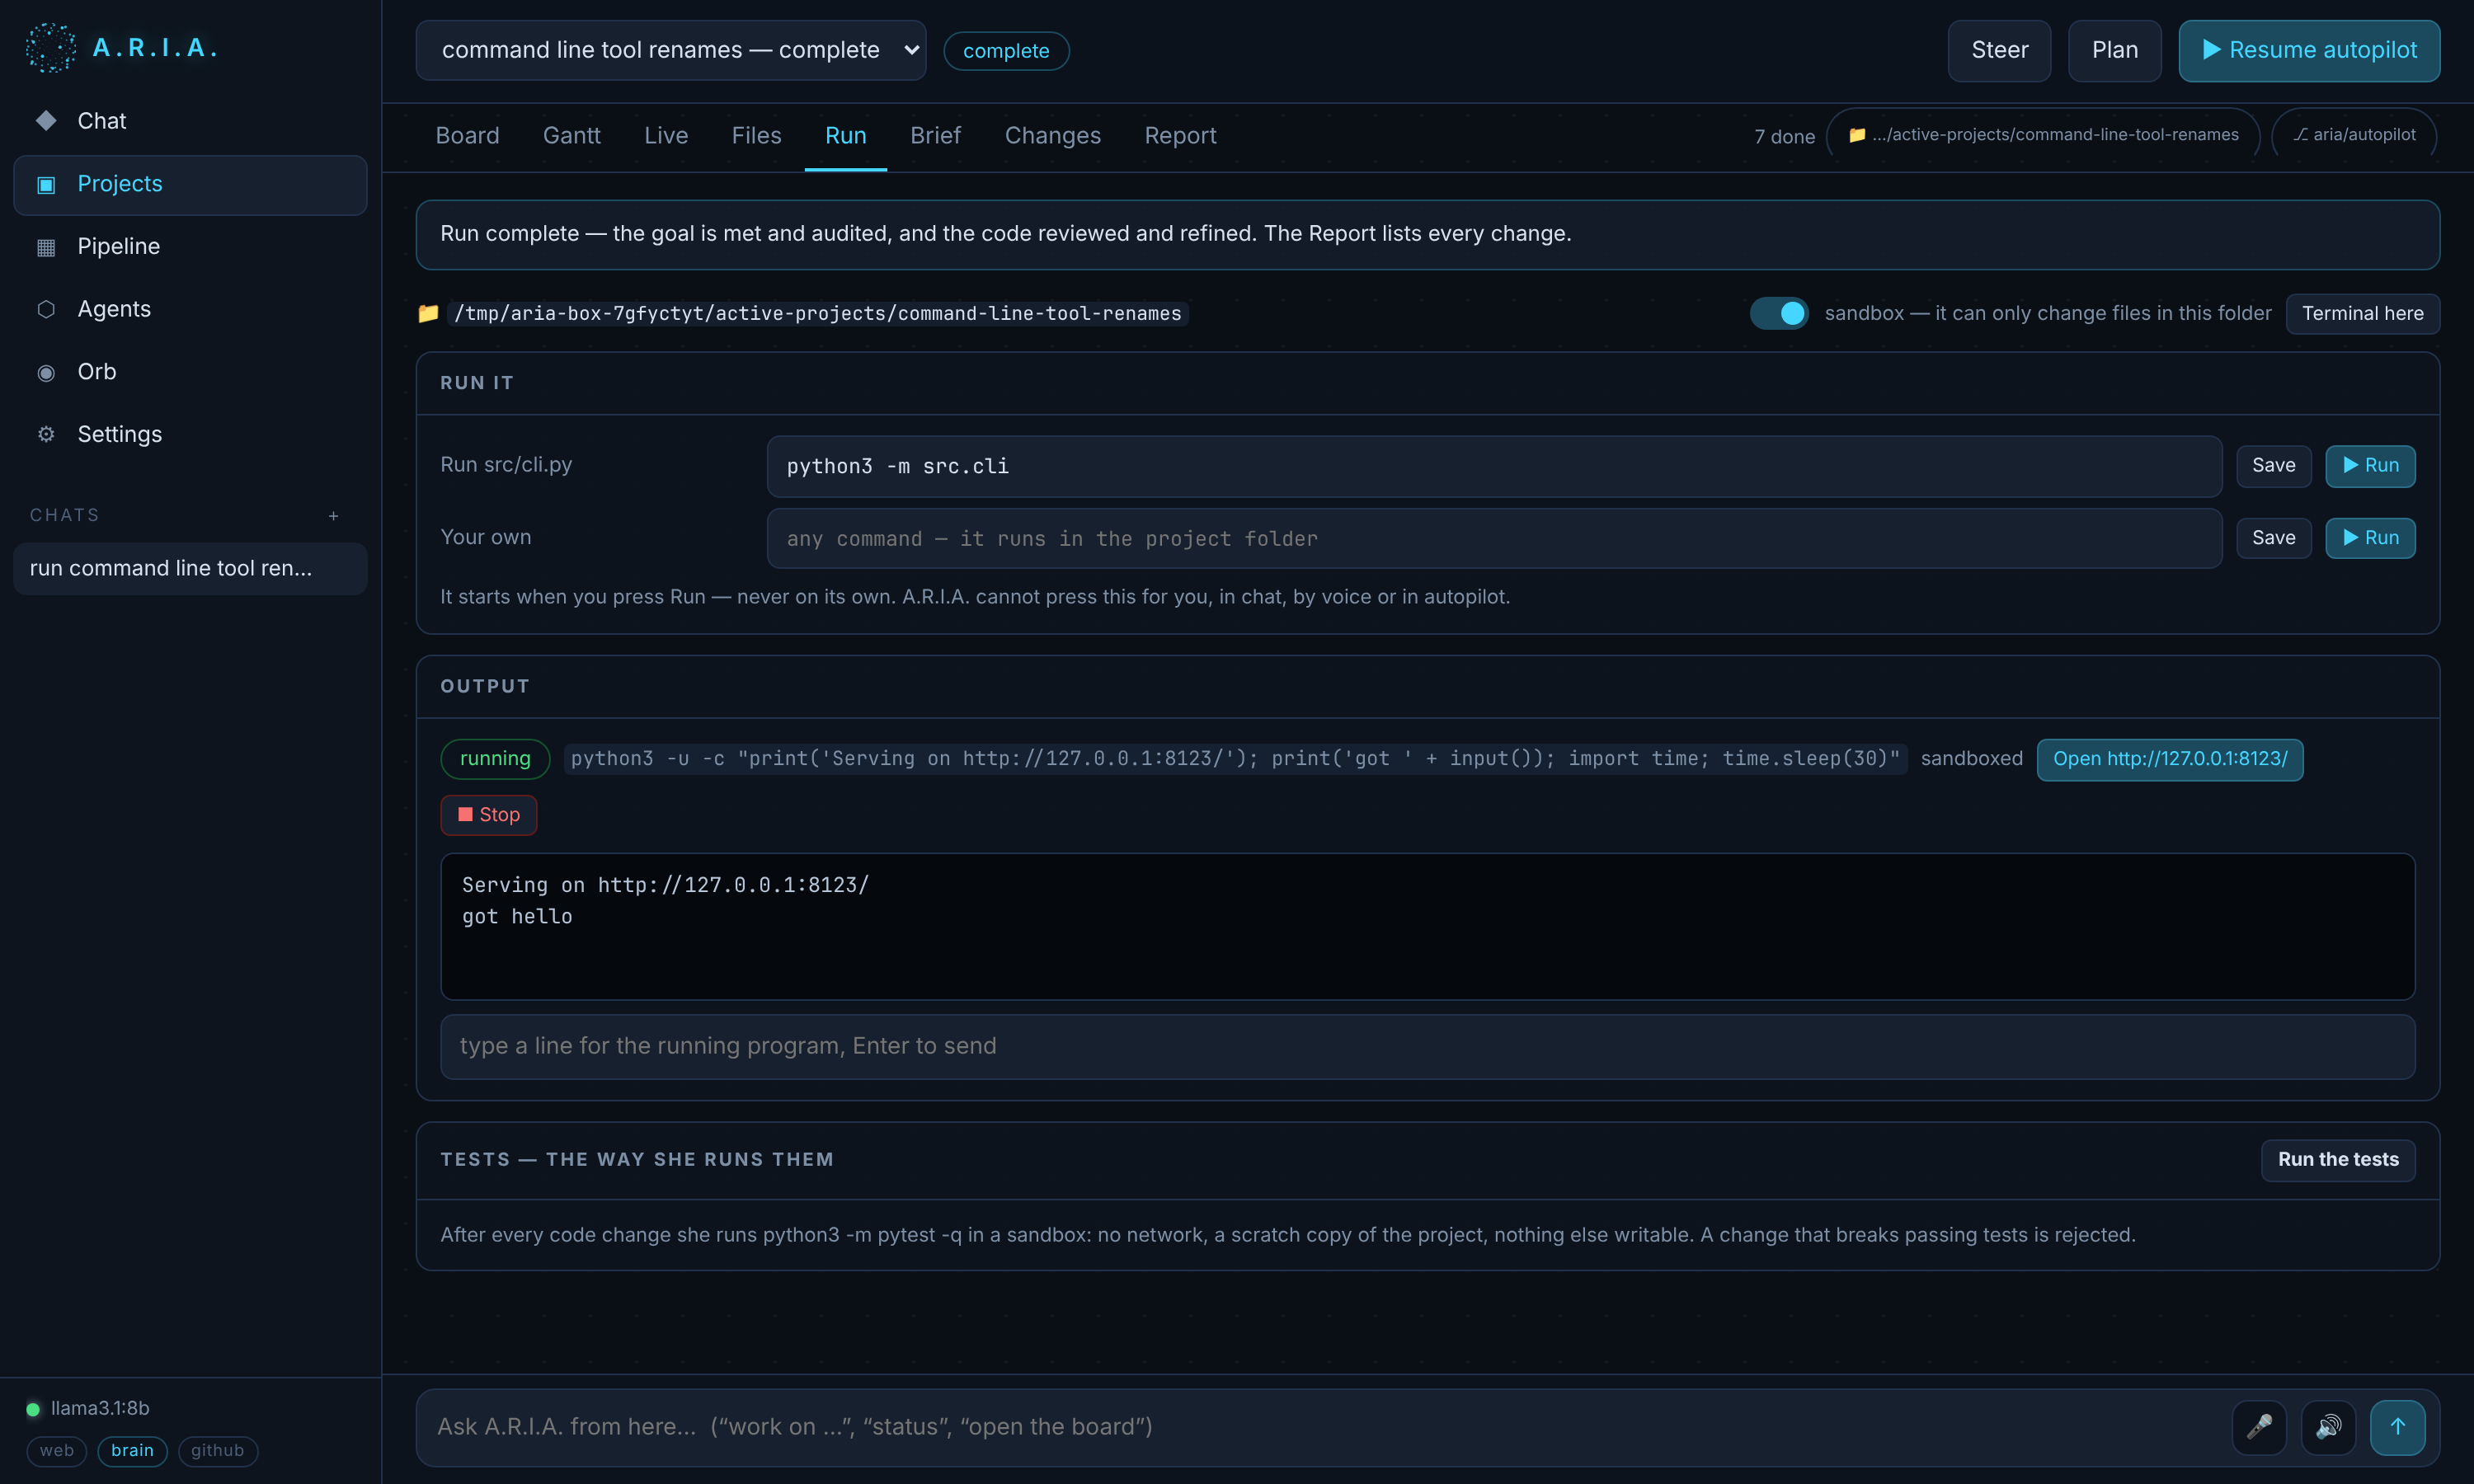 A.R.I.A.
Chat
Projects
Pipeline
Agents
Orb
Settings
CHATS +
run command line tool ren...
llama3.1:8b
web brain github
command line tool renames — complete
complete
Steer
Plan
▶ Resume autopilot
Board Gantt Live Files Run Brief Changes Report
7 done
.../active-projects/command-line-tool-renames
aria/autopilot
Run complete — the goal is met and audited, and the code reviewed and refined. The Report lists every change.
/tmp/aria-box-7gfyctyt/active-projects/command-line-tool-renames
sandbox — it can only change files in this folder
Terminal here
RUN IT
Run src/cli.py
python3 -m src.cli
Save
▶ Run
Your own
any command — it runs in the project folder
Save
▶ Run
It starts when you press Run — never on its own. A.R.I.A. cannot press this for you, in chat, by voice or in autopilot.
OUTPUT
running
python3 -u -c "print('Serving on http://127.0.0.1:8123/'); print('got ' + input()); import time; time.sleep(30)"
sandboxed
Open http://127.0.0.1:8123/
Stop
Serving on http://127.0.0.1:8123/
got hello
type a line for the running program, Enter to send
TESTS — THE WAY SHE RUNS THEM
Run the tests
After every code change she runs python3 -m pytest -q in a sandbox: no network, a scratch copy of the project, nothing else writable. A change that breaks passing tests is rejected.
Ask A.R.I.A. from here... (“work on ...”, “status”, “open the board”)